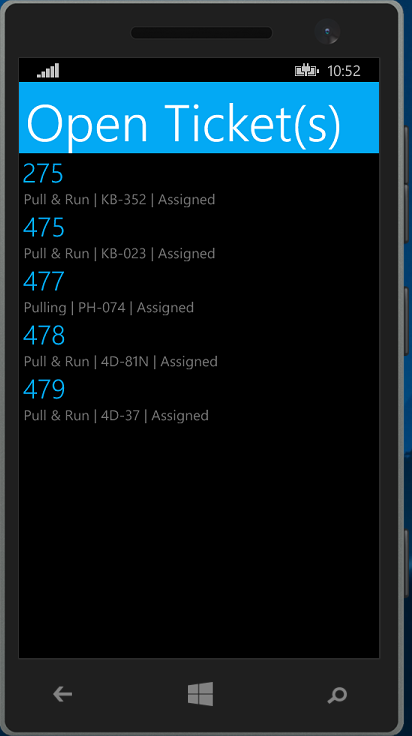 10:52
Open Ticket(s)
275
Pull & Run | KB-352 | Assigned
475
Pull & Run | KB-023 | Assigned
477
Pulling | PH-074 | Assigned
478
Pull & Run | 4D-81N | Assigned
479
Pull & Run | 4D-37 | Assigned